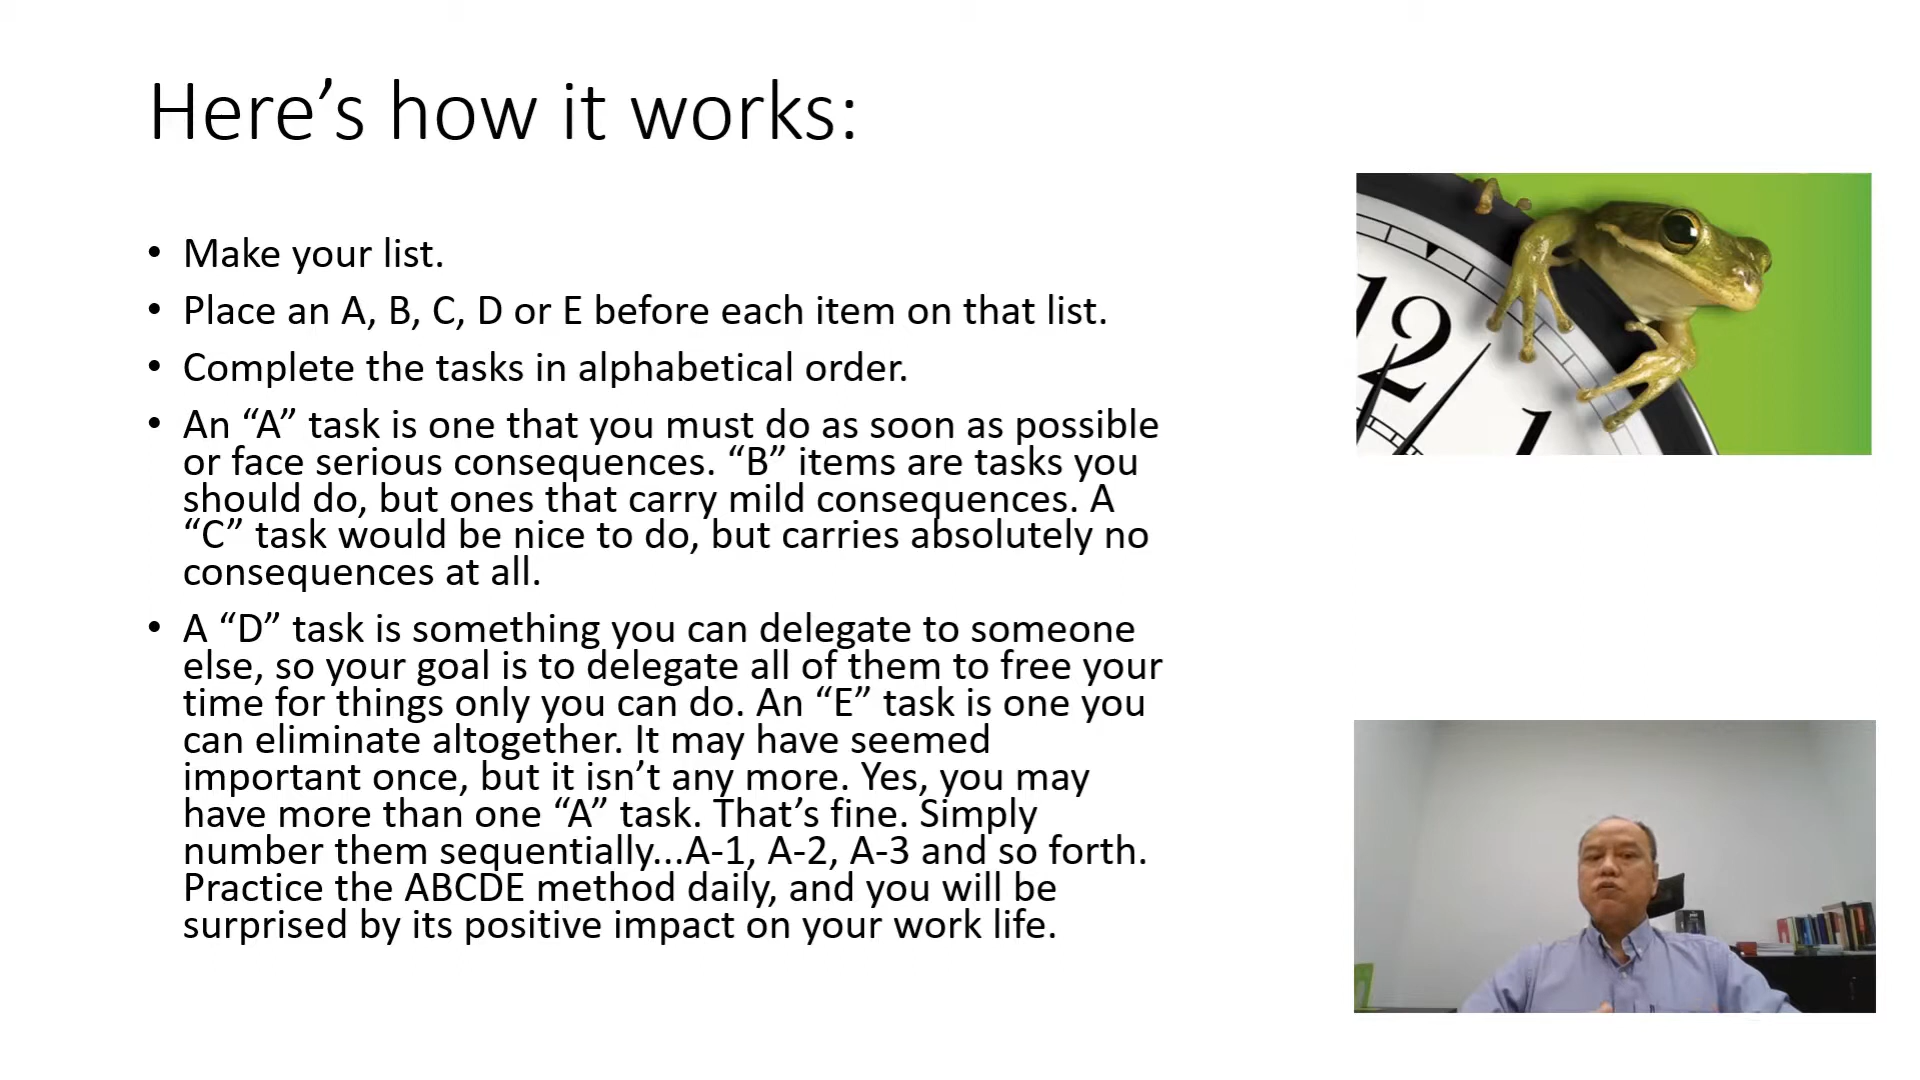 Here’s how it works:
• Make your list.
• Place an A, B, C, D or E before each item on that list.
• Complete the tasks in alphabetical order.
• An “A” task is one that you must do as soon as possible
or face serious consequences. “B” items are tasks you
should do, but ones that carry mild consequences. A
“C” task would be nice to do, but carries absolutely no
consequences at all.
• A “D” task is something you can delegate to someone
else, so your goal is to delegate all of them to free your
time for things only you can do. An “E” task is one you
can eliminate altogether. It may have seemed
important once, but it isn’t any more. Yes, you may
have more than one “A” task. That’s fine. Simply
number them sequentially...A-1, A-2, A-3 and so forth.
Practice the ABCDE method daily, and you will be
surprised by its positive impact on your work life.
12
1